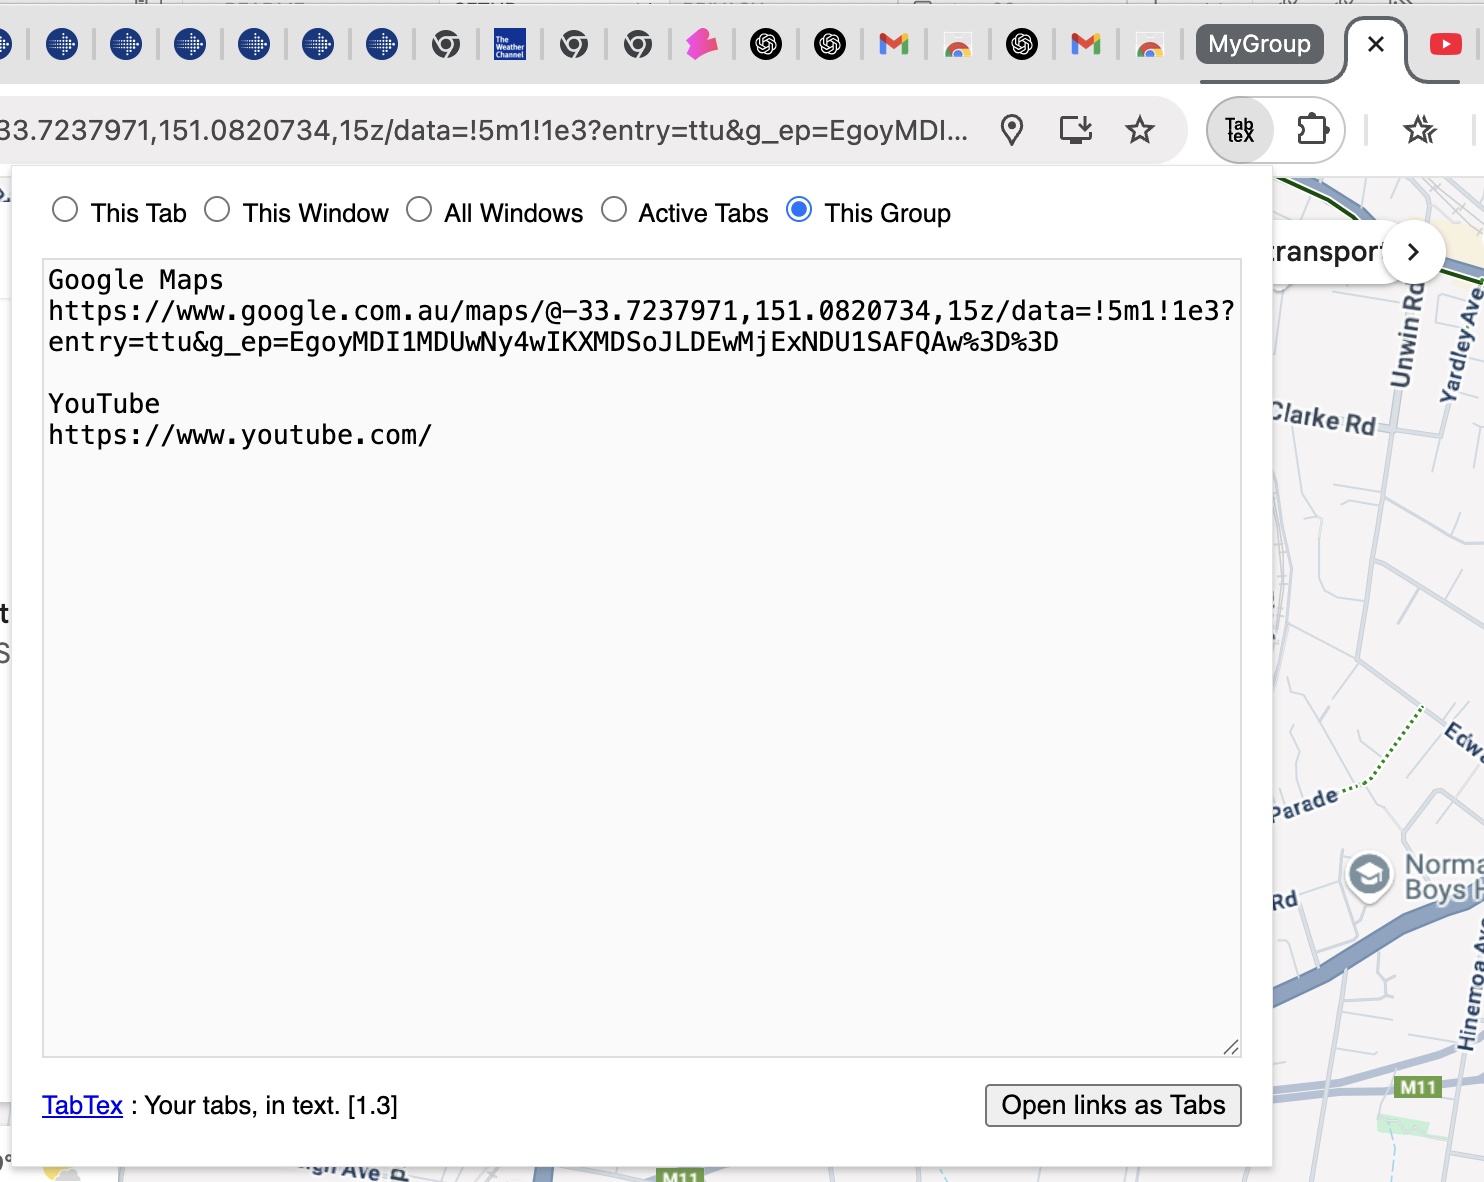 The Weather Channel
MyGroup
33.7237971,151.0820734,15z/data=!5m1!1e3?entry=ttu&g_ep=EgoyMDI...
Tab teX
This Tab
This Window
All Windows
Active Tabs
This Group
Google Maps
https://www.google.com.au/maps/@-33.7237971,151.0820734,15z/data=!5m1!1e3?
entry=ttu&g_ep=EgoyMDI1MDUwNy4wIKXMDSoJLDEwMjExNDU1SAFQAw%3D%3D
YouTube
https://www.youtube.com/
TabTex : Your tabs, in text. [1.3]
Open links as Tabs
transport
Unwin Rd
Yardley Ave
Clarke Rd
Edw
Parade
Norma
Boys H
Rd
Hinemoa Av
M11
Ave
M11